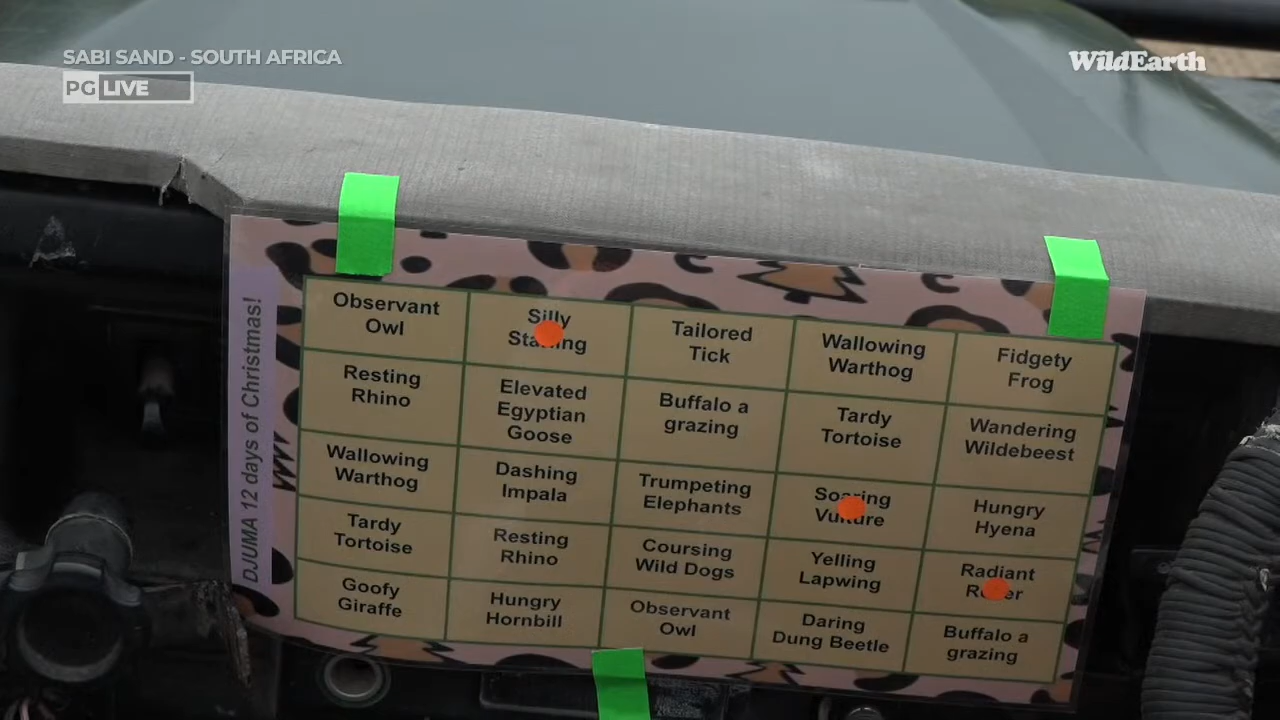 SABI SAND - SOUTH AFRICA
PG LIVE
WildEarth
DJUMA 12 days of Christmas!
Observant
Owl
Silly
Starling
Tailored
Tick
Wallowing
Warthog
Fidgety
Frog
Resting
Rhino
Elevated
Egyptian
Goose
Buffalo a
grazing
Tardy
Tortoise
Wandering
Wildebeest
Wallowing
Warthog
Dashing
Impala
Trumpeting
Elephants
Soaring
Vulture
Hungry
Hyena
Tardy
Tortoise
Resting
Rhino
Coursing
Wild Dogs
Yelling
Lapwing
Radiant
Goofy
Giraffe
Hungry
Hornbill
Observant
Owl
Daring
Dung Beetle
Buffalo a
grazing